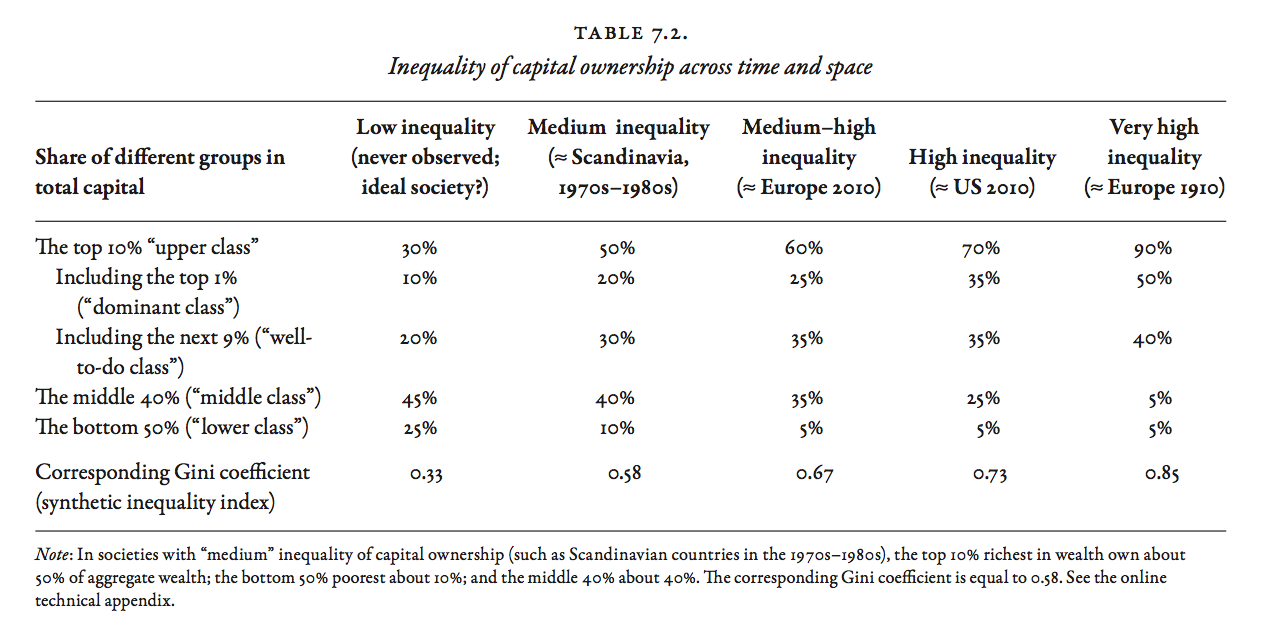 TABLE 7.2.
Inequality of capital ownership across time and space
Share of different groups in total capital | Low inequality (never observed; ideal society?) | Medium inequality (≈ Scandinavia, 1970s–1980s) | Medium–high inequality (≈ Europe 2010) | High inequality (≈ US 2010) | Very high inequality (≈ Europe 1910)
The top 10% “upper class” 30% 50% 60% 70% 90%
Including the top 1% 10% 20% 25% 35% 50%
(“dominant class”)
Including the next 9% (“well- 20% 30% 35% 35% 40%
to-do class”)
The middle 40% (“middle class”) 45% 40% 35% 25% 5%
The bottom 50% (“lower class”) 25% 10% 5% 5% 5%
Corresponding Gini coefficient 0.33 0.58 0.67 0.73 0.85
(synthetic inequality index)
Note: In societies with “medium” inequality of capital ownership (such as Scandinavian countries in the 1970s–1980s), the top 10% richest in wealth own about
50% of aggregate wealth; the bottom 50% poorest about 10%; and the middle 40% about 40%. The corresponding Gini coefficient is equal to 0.58. See the online
technical appendix.